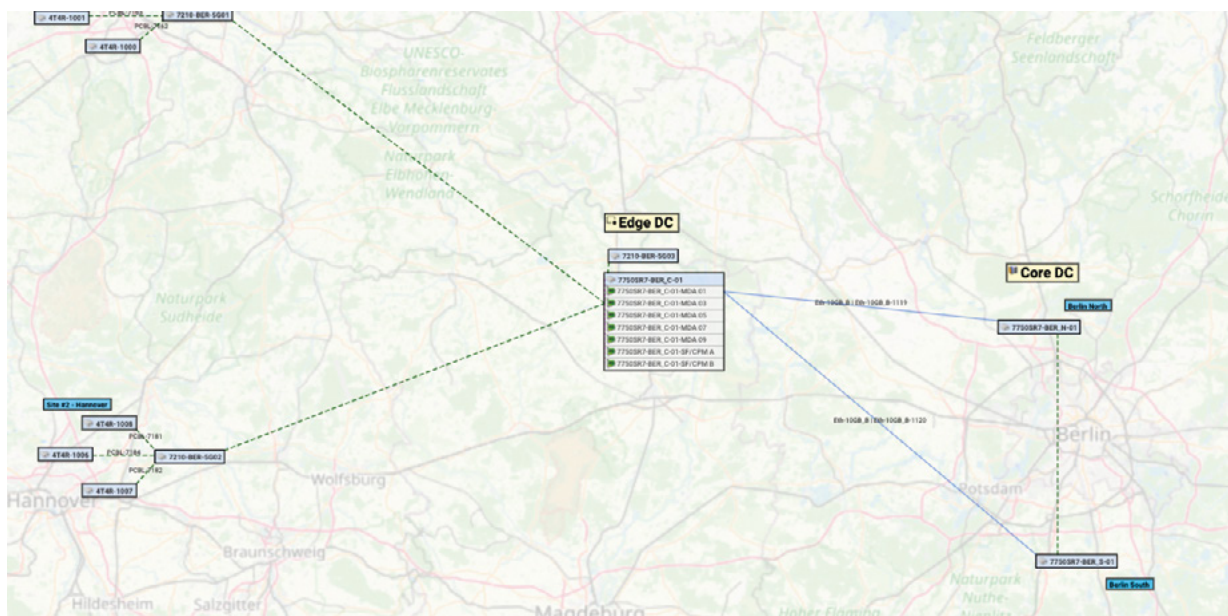 4T4R-1001
7210-BER-SG01
4T4R-1000
UNESCO-
Biosphärenreservates
Flusslandschaft
Elbe Mecklenburg-
Vorpommern
Naturpark
Elbhöhen-
Wendland
Feldberger
Seenlandschaft
Schorfheide
Chorin
Edge DC
7210-BER-SG03
7750SR7-BER_C-01
7750SR7-BER_C-01-MDA:01
7750SR7-BER_C-01-MDA:03
7750SR7-BER_C-01-MDA:05
7750SR7-BER_C-01-MDA:07
7750SR7-BER_C-01-MDA:09
7750SR7-BER_C-01-SF/CPM:A
7750SR7-BER_C-01-SF/CPM:B
Core DC
Berlin North
Eth-10GB_B | Eth-10GB_B-1119
7750SR7-BER_N-01
Naturpark
Südheide
Site #2 - Hannover
4T4R-1008
PCBL-7181
4T4R-1006
PCBL-7184
7210-BER-SG02
PCBL-7182
4T4R-1007
Eth-10GB_B | Eth-10GB_B-1120
Berlin
Hannover
Wolfsburg
Potsdam
Braunschweig
7750SR7-BER_S-01
Berlin South
Hildesheim
Salzgitter
Magdeburg
Hoher Fläming
Naturpark
Nuthe-